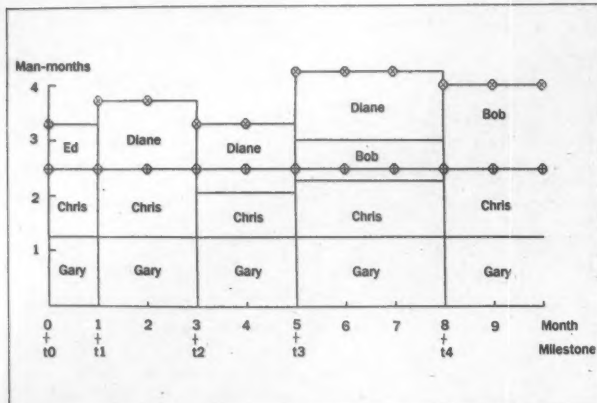 Man-months
4
3
2
1
Ed
Diane
Diane
Diane
Bob
Bob
Chris
Chris
Chris
Chris
Chris
Gary
Gary
Gary
Gary
Gary
0 1 2 3 4 5 6 7 8 9 Month
t0 t1 t2 t3 t4 Milestone